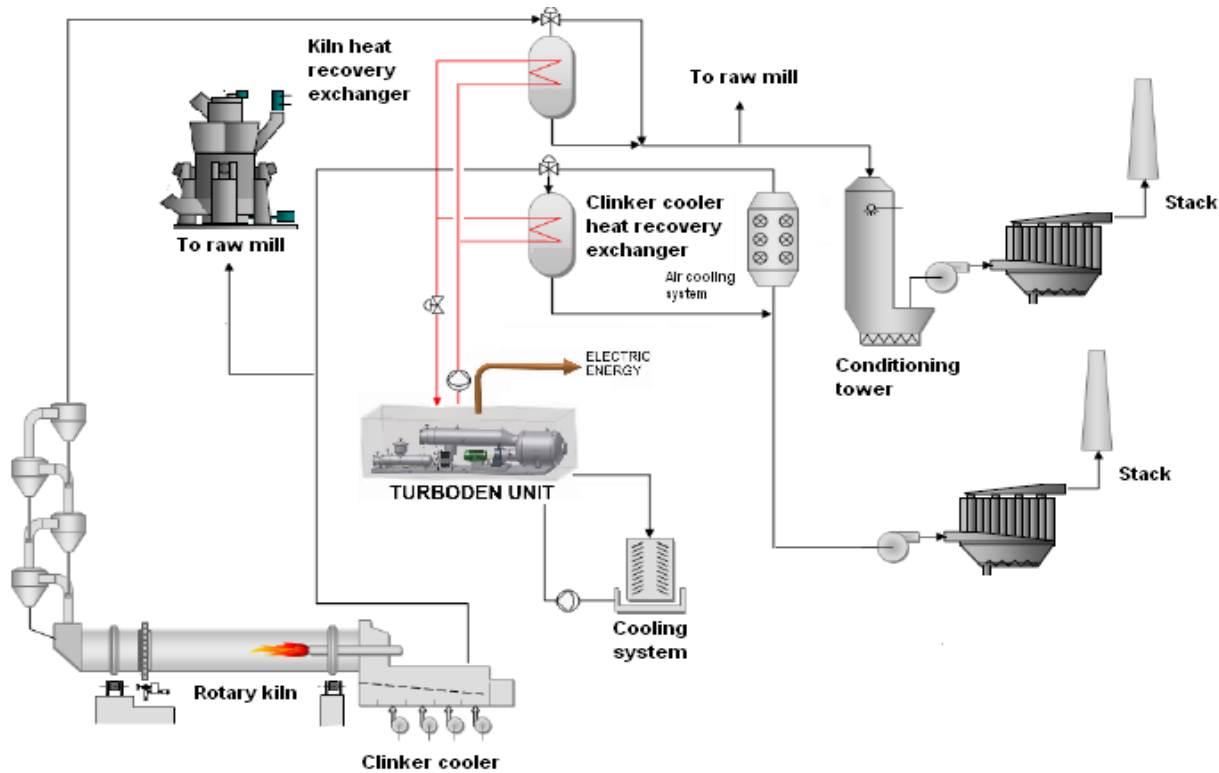 Kiln heat
recovery
exchanger
To raw mill
Stack
To raw mill
Clinker cooler
heat recovery
exchanger
Air cooling
system
Conditioning
tower
ELECTRIC
ENERGY
TURBODEN UNIT
Stack
Cooling
system
Rotary kiln
Clinker cooler